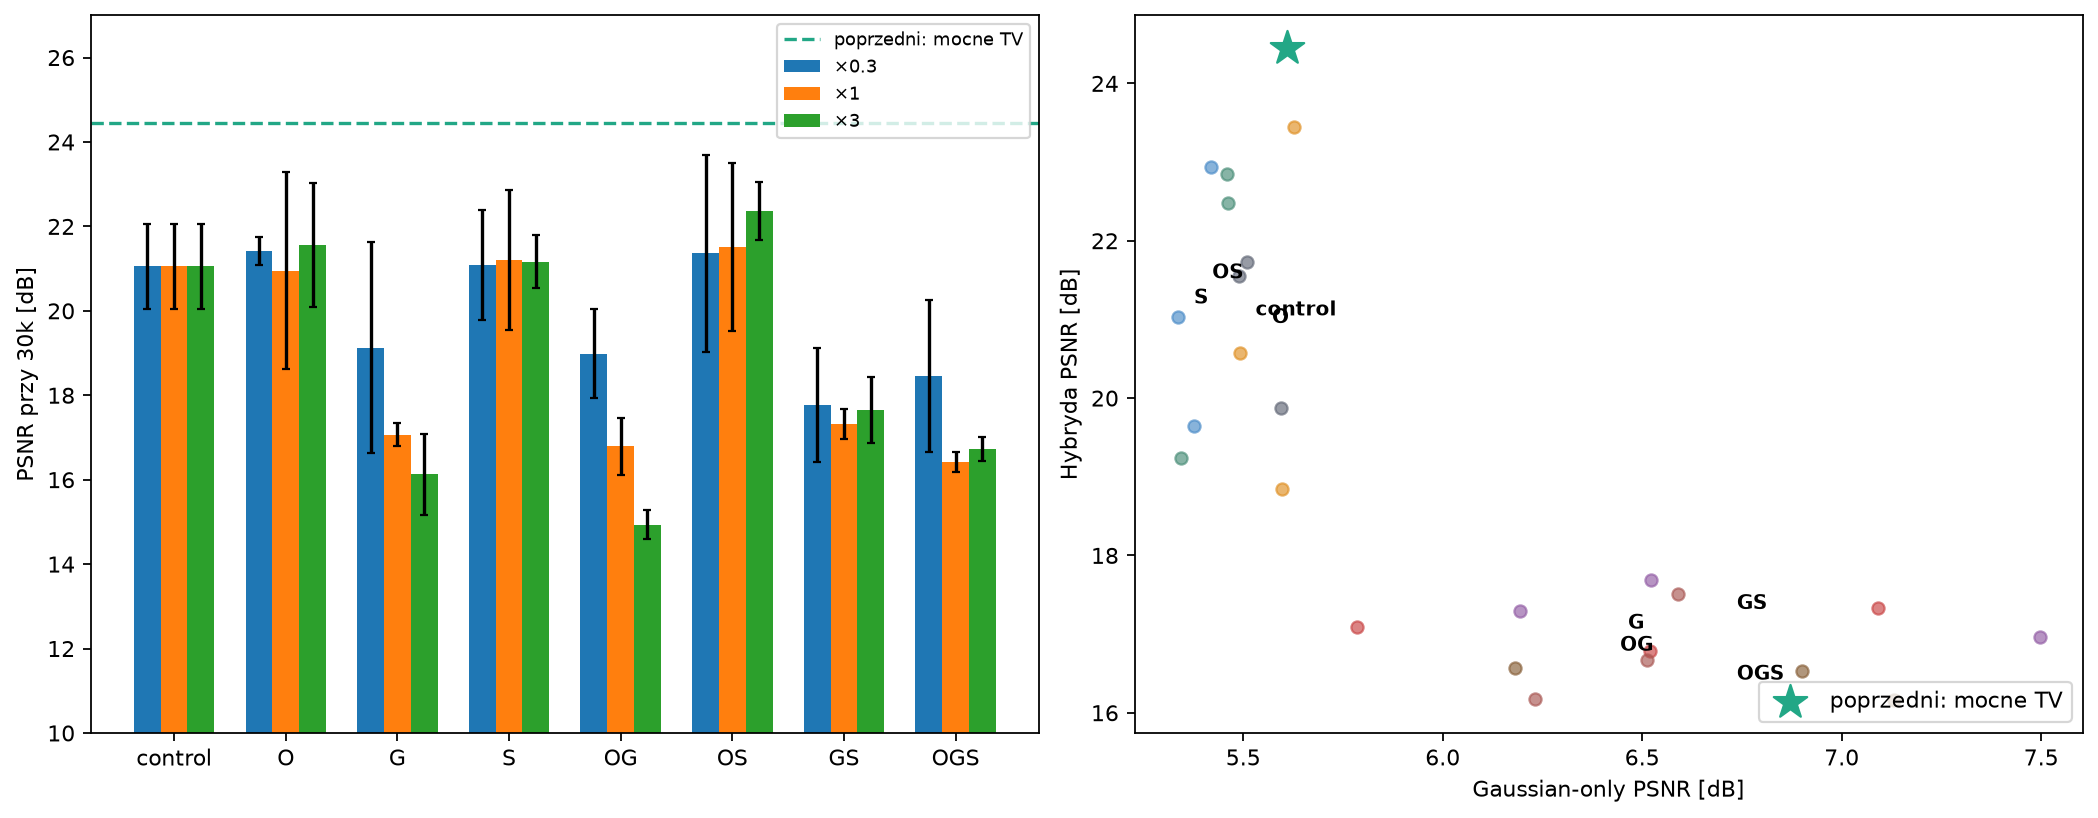 26
24
22
20
18
16
14
12
10
PSNR przy 30k [dB]
poprzedni: mocne TV
×0.3
×1
×3
control O G S OG OS GS OGS
24
22
20
18
16
Hybryda PSNR [dB]
OS
S
control
O
GS
G
OG
OGS
poprzedni: mocne TV
5.5 6.0 6.5 7.0 7.5
Gaussian-only PSNR [dB]